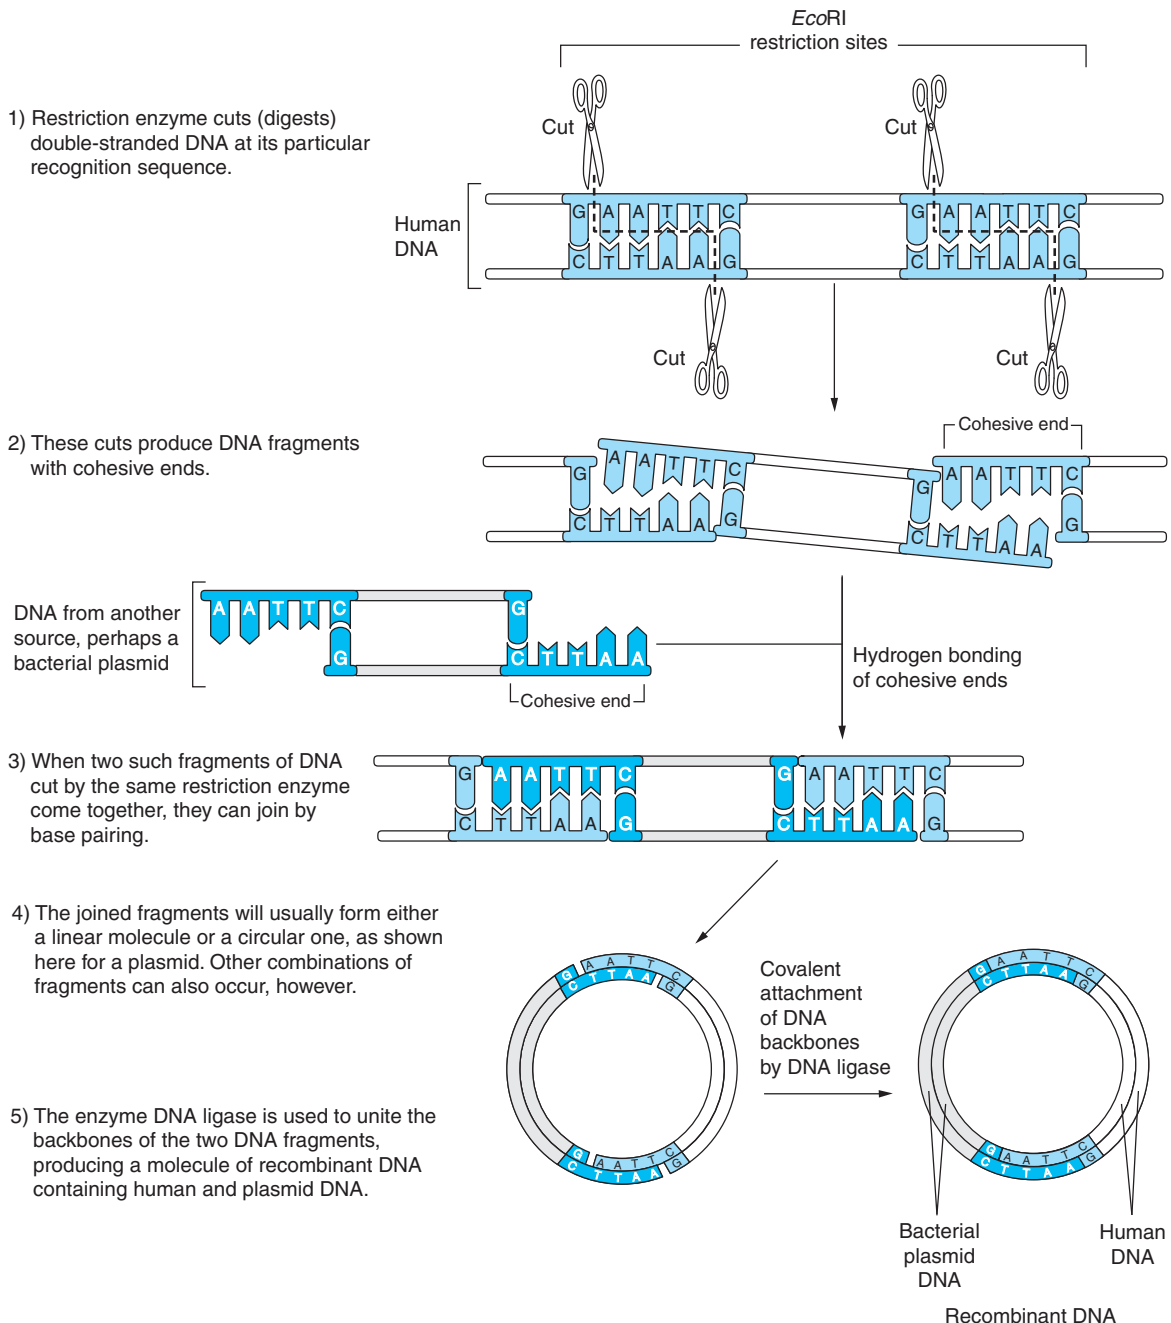 EcoRI
restriction sites
1) Restriction enzyme cuts (digests)
double-stranded DNA at its particular
recognition sequence.
Cut
Cut
Human
DNA
G A A T T C
G A A T T C
C T T A A G
C T T A A G
Cut
Cut
2) These cuts produce DNA fragments
with cohesive ends.
Cohesive end
G A A T T C
G A A T T C
C T T A A G
C T T A A G
DNA from another
source, perhaps a
bacterial plasmid
A A T T C
G
G
C T T A A
Cohesive end
Hydrogen bonding
of cohesive ends
3) When two such fragments of DNA
cut by the same restriction enzyme
come together, they can join by
base pairing.
G A A T T C
G A A T T C
C T T A A G
C T T A A G
4) The joined fragments will usually form either
a linear molecule or a circular one, as shown
here for a plasmid. Other combinations of
fragments can also occur, however.
G A A T T C
C T T A A G
G A A T T C
C T T A A G
Covalent
attachment
of DNA
backbones
by DNA ligase
G A A T T C
C T T A A G
G A A T T C
C T T A A G
5) The enzyme DNA ligase is used to unite the
backbones of the two DNA fragments,
producing a molecule of recombinant DNA
containing human and plasmid DNA.
Bacterial
plasmid
DNA
Human
DNA
Recombinant DNA